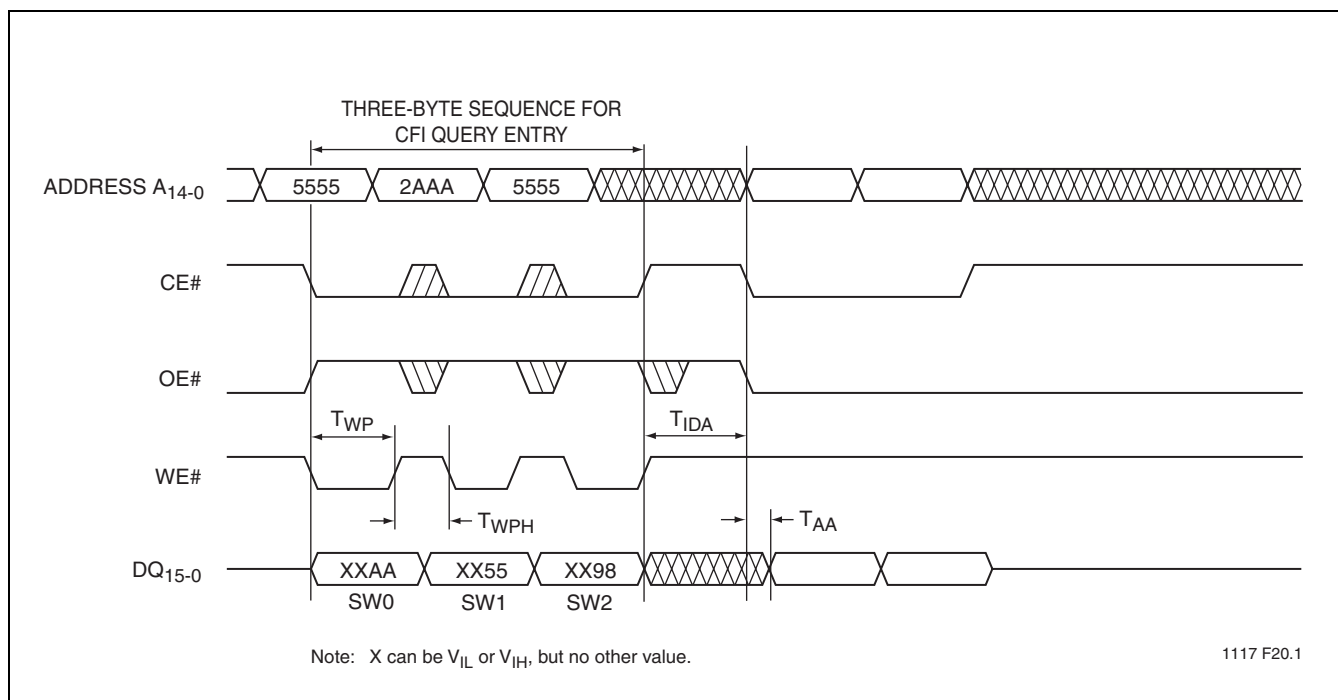 THREE-BYTE SEQUENCE FOR
CFI QUERY ENTRY
ADDRESS A14-0
5555
2AAA
5555
CE#
OE#
TWP
TIDA
WE#
TWPH
TAA
DQ15-0
XXAA
XX55
XX98
SW0
SW1
SW2
Note: X can be VIL or VIH, but no other value.
1117 F20.1